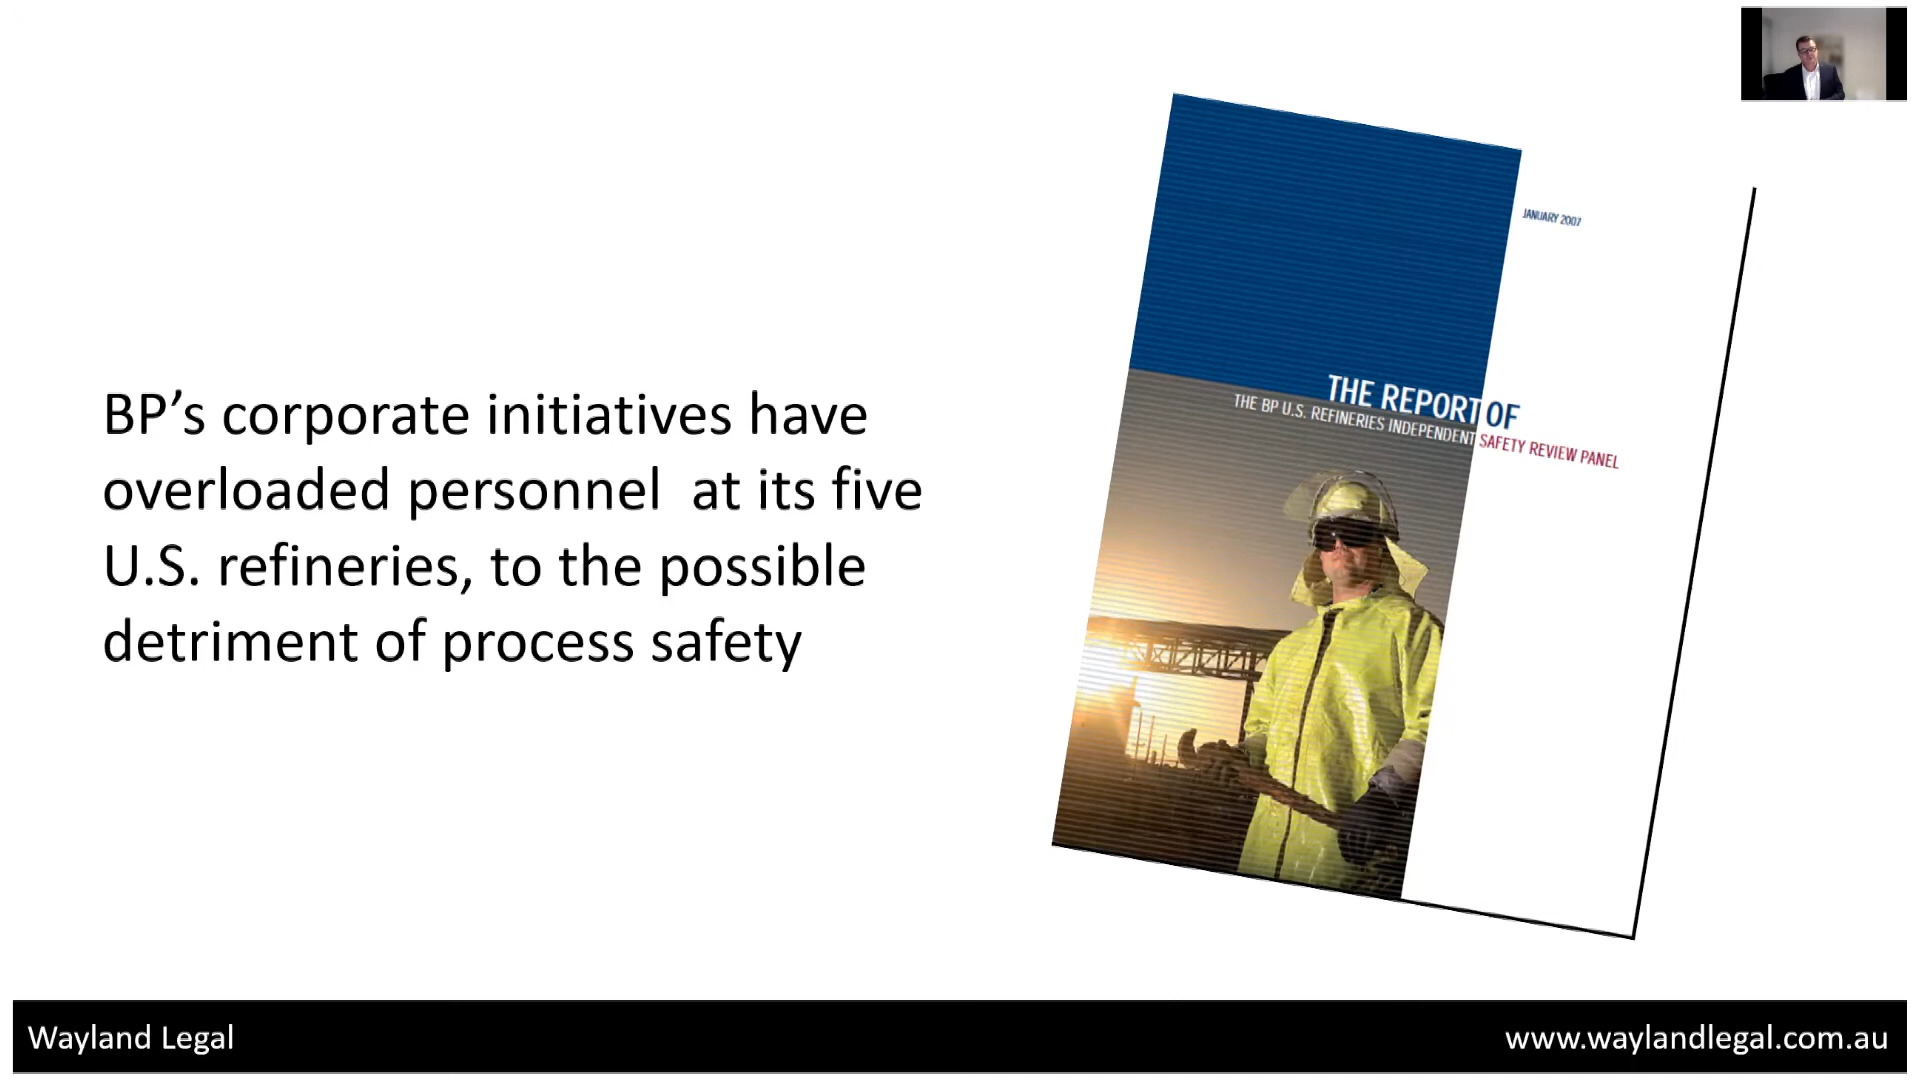 BP’s corporate initiatives have
overloaded personnel  at its five
U.S. refineries, to the possible
detriment of process safety
JANUARY 2007
THE REPORT OF
THE BP U.S. REFINERIES INDEPENDENT SAFETY REVIEW PANEL
Wayland Legal
www.waylandlegal.com.au